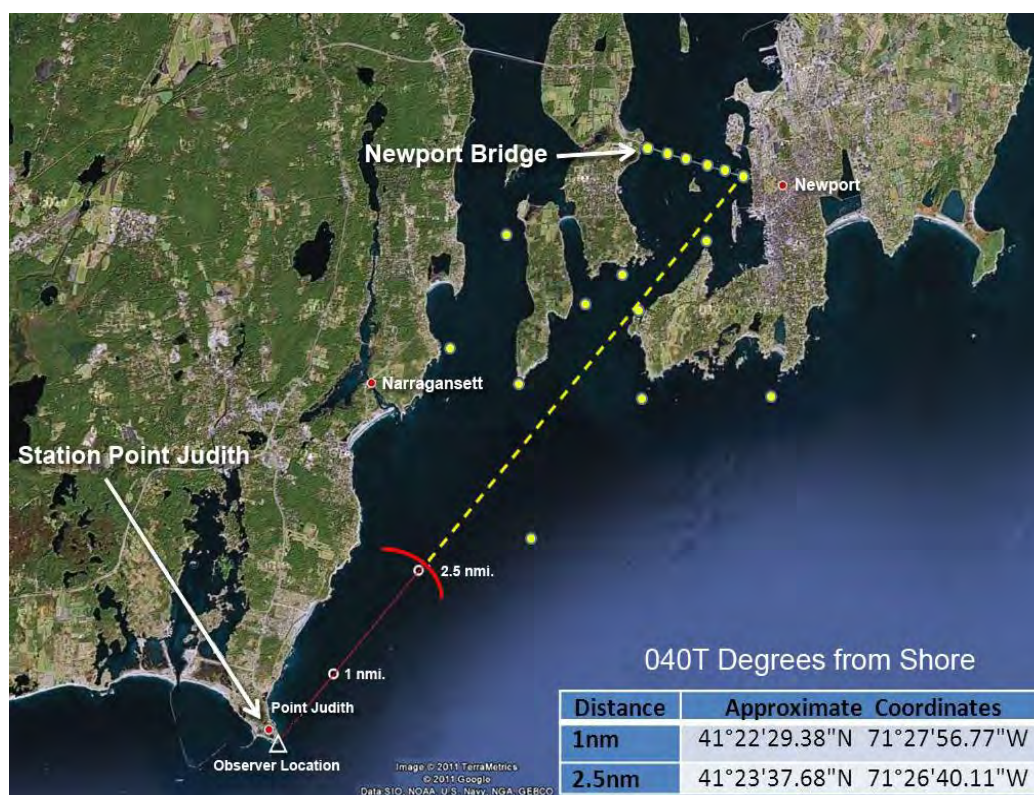 Newport Bridge
Newport
Narragansett
Station Point Judith
2.5 nmi.
1 nmi.
Point Judith
Observer Location
040T Degrees from Shore
Distance Approximate Coordinates
1nm 41°22'29.38"N 71°27'56.77"W
2.5nm 41°23'37.68"N 71°26'40.11"W
Image © 2011 TerraMetrics
© 2011 Google
Data SIO, NOAA, U.S. Navy, NGA, GEBCO